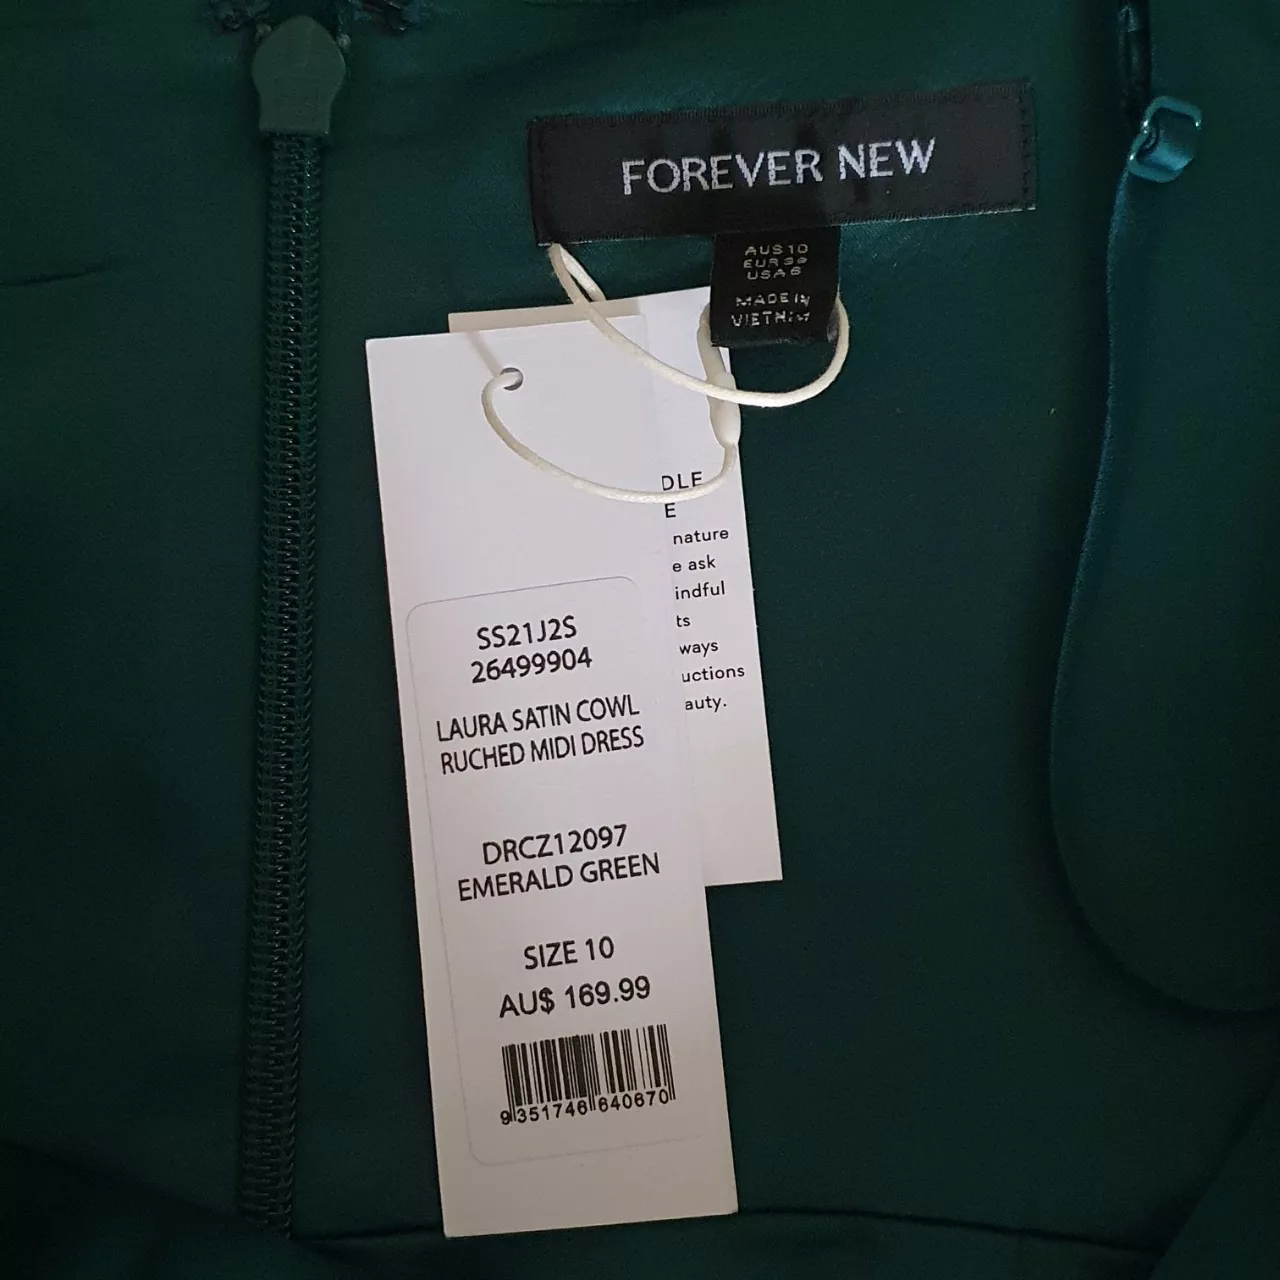 FOREVER NEW
AUS 10
EUR 38
USA 6
MADE IN
VIETNAM
DLE
E
nature
e ask
indful
ts
ways
uctions
auty.
SS21J2S
26499904
LAURA SATIN COWL
RUCHED MIDI DRESS
DRCZ12097
EMERALD GREEN
SIZE 10
AU$ 169.99
9351746640670